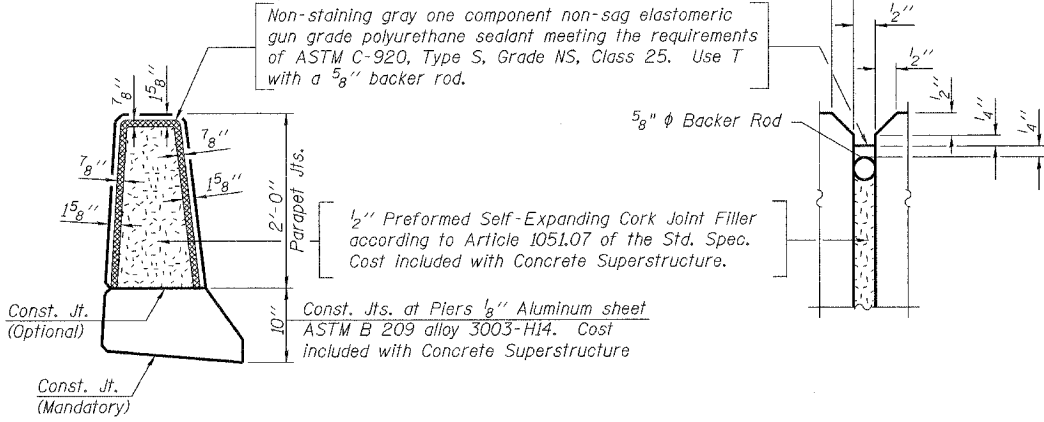 Non-staining gray one component non-sag elastomeric
gun grade polyurethane sealant meeting the requirements
of ASTM C-920, Type S, Grade NS, Class 25. Use T
with a 5/8" backer rod.
1/2"
1/2"
7/8"
1 5/8"
5/8" φ Backer Rod
1/2"
1/4"
1/4"
7/8"
7/8"
1 5/8"
1 5/8"
2'-0"
Parapet Jts.
1/2" Preformed Self-Expanding Cork Joint Filler
according to Article 1051.07 of the Std. Spec.
Cost included with Concrete Superstructure.
Const. Jt.
(Optional)
10"
Const. Jts. at Piers 1/8" Aluminum sheet
ASTM B 209 alloy 3003-H14. Cost
included with Concrete Superstructure
Const. Jt.
(Mandatory)